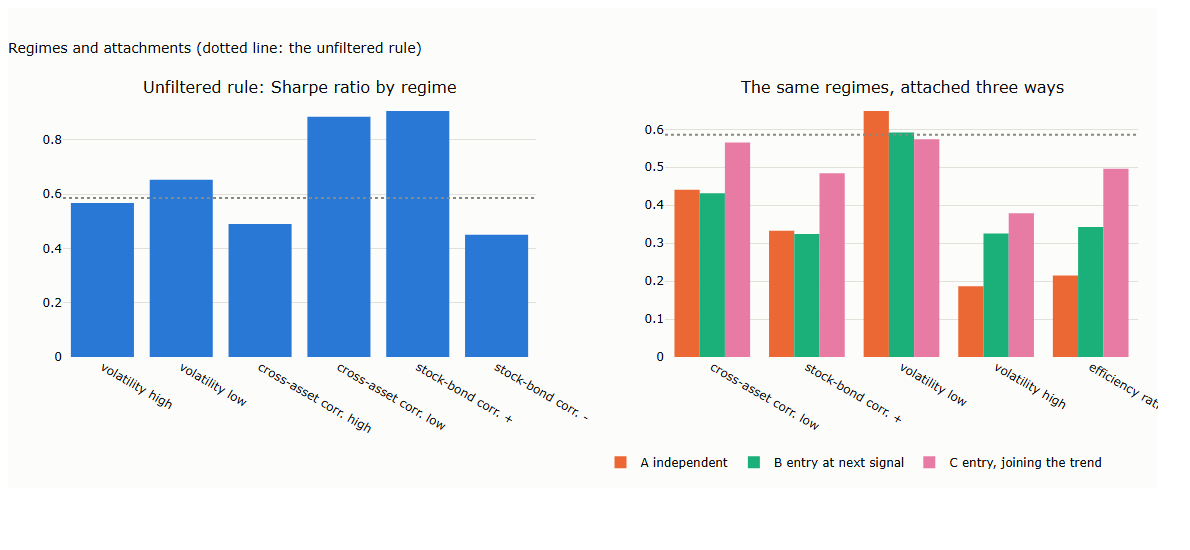 Regimes and attachments (dotted line: the unfiltered rule)
Unfiltered rule: Sharpe ratio by regime
0.8
0.6
0.4
0.2
0
volatility high
volatility low
cross-asset corr. high
cross-asset corr. low
stock-bond corr. +
stock-bond corr. -
The same regimes, attached three ways
0.6
0.5
0.4
0.3
0.2
0.1
0
cross-asset corr. low
stock-bond corr. +
volatility low
volatility high
efficiency
A independent
B entry at next signal
C entry, joining the trend